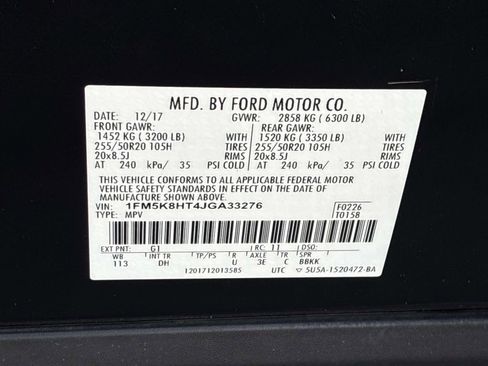 MFD. BY FORD MOTOR CO.
DATE: 12/17 GVWR: 2858 KG ( 6300 LB)
FRONT GAWR: REAR GAWR:
1452 KG ( 3200 LB) WITH 1520 KG ( 3350 LB) WITH
255/50R20 105H TIRES 255/50R20 105H TIRES
20x8.5J RIMS 20x8.5J RIMS
AT 240 kPa/ 35 PSI COLD AT 240 kPa/ 35 PSI COLD
THIS VEHICLE CONFORMS TO ALL APPLICABLE FEDERAL MOTOR
VEHICLE SAFETY STANDARDS IN EFFECT ON THE DATE OF
MANUFACTURE SHOWN ABOVE.
VIN: 1FM5K8HT4JGA33276 F0226
TYPE: MPV T0158
EXT PNT: G1 RC: 11 DSO:
WB INT TR TP/PS R AXLE TR SPR
113 DH U 3E C BBKK
1201712013585 UTC 5U5A-1520472-BA